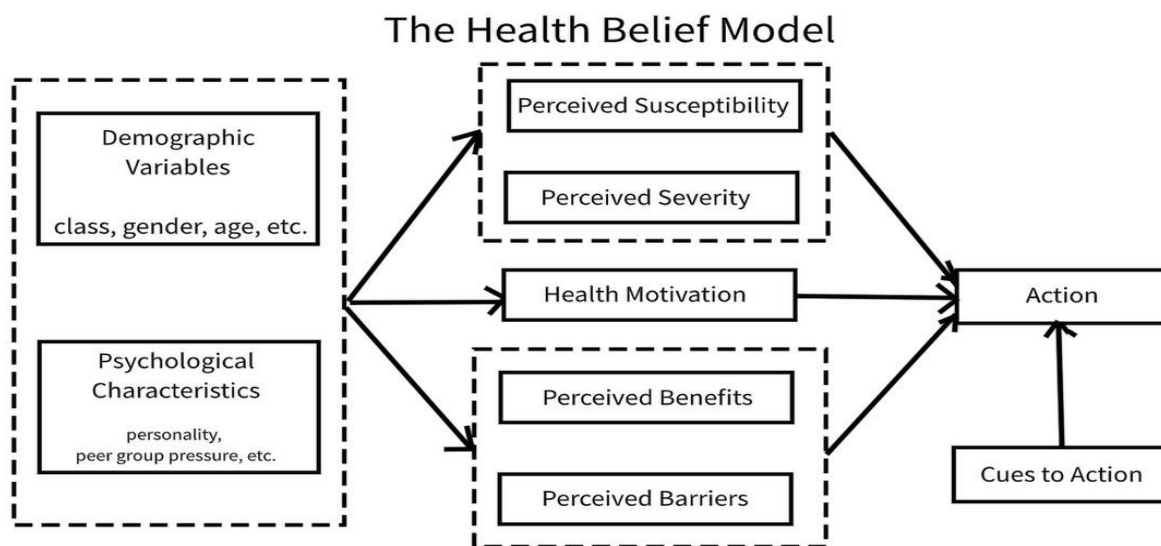 The Health Belief Model
Demographic
Variables
class, gender, age, etc.
Psychological
Characteristics
personality,
peer group pressure, etc.
Perceived Susceptibility
Perceived Severity
Health Motivation
Perceived Benefits
Perceived Barriers
Action
Cues to Action